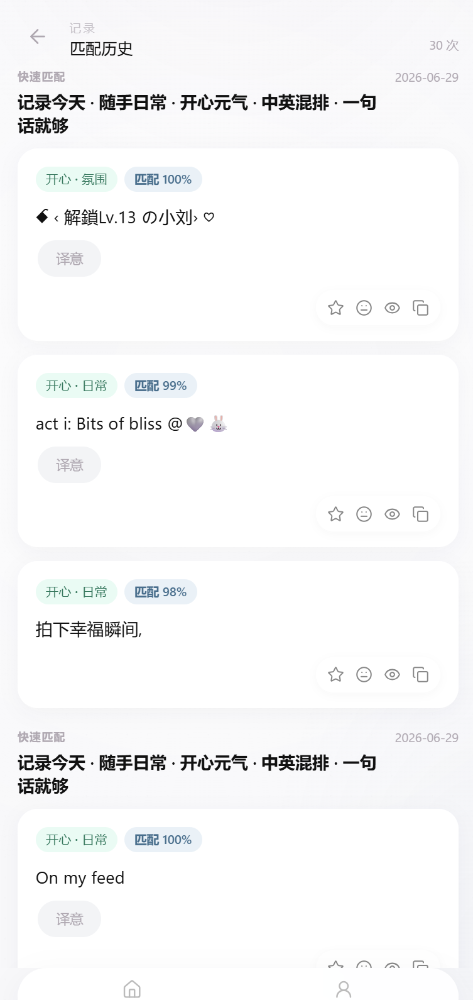 记录
匹配历史
30 次
快速匹配
2026-06-29
记录今天 · 随手日常 · 开心元气 · 中英混排 · 一句
话就够
开心 · 氛围
匹配 100%
‹ 解鎖Lv.13 の小刘› ♡
译意
开心 · 日常
匹配 99%
act i: Bits of bliss @🩶 🐰
译意
开心 · 日常
匹配 98%
拍下幸福瞬间,
快速匹配
2026-06-29
记录今天 · 随手日常 · 开心元气 · 中英混排 · 一句
话就够
开心 · 日常
匹配 100%
On my feed
译意